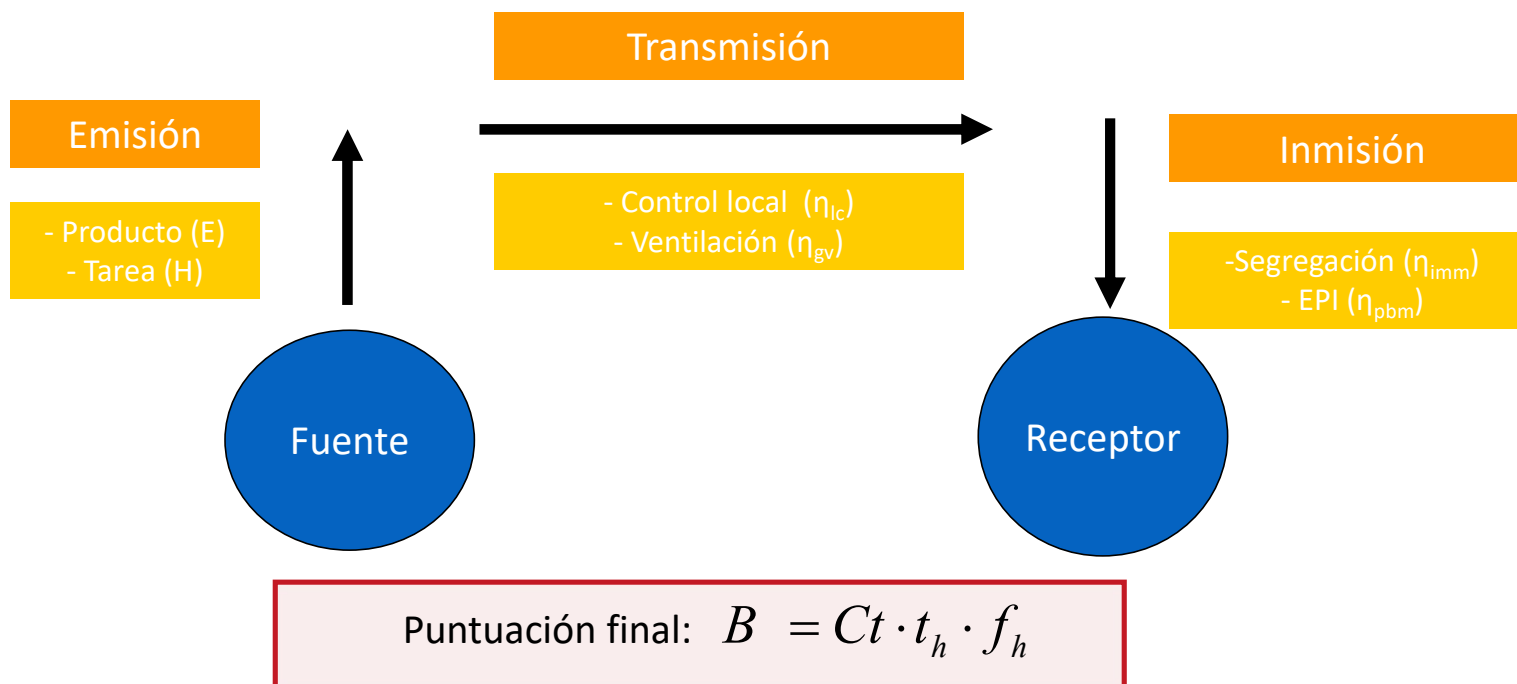 Transmisión
Emisión
Inmisión
- Producto (E)
- Tarea (H)
- Control local (ηlc)
- Ventilación (ηgv)
-Segregación (ηimm)
- EPI (ηpbm)
Fuente
Receptor
Puntuación final: B = Ct · th · fh